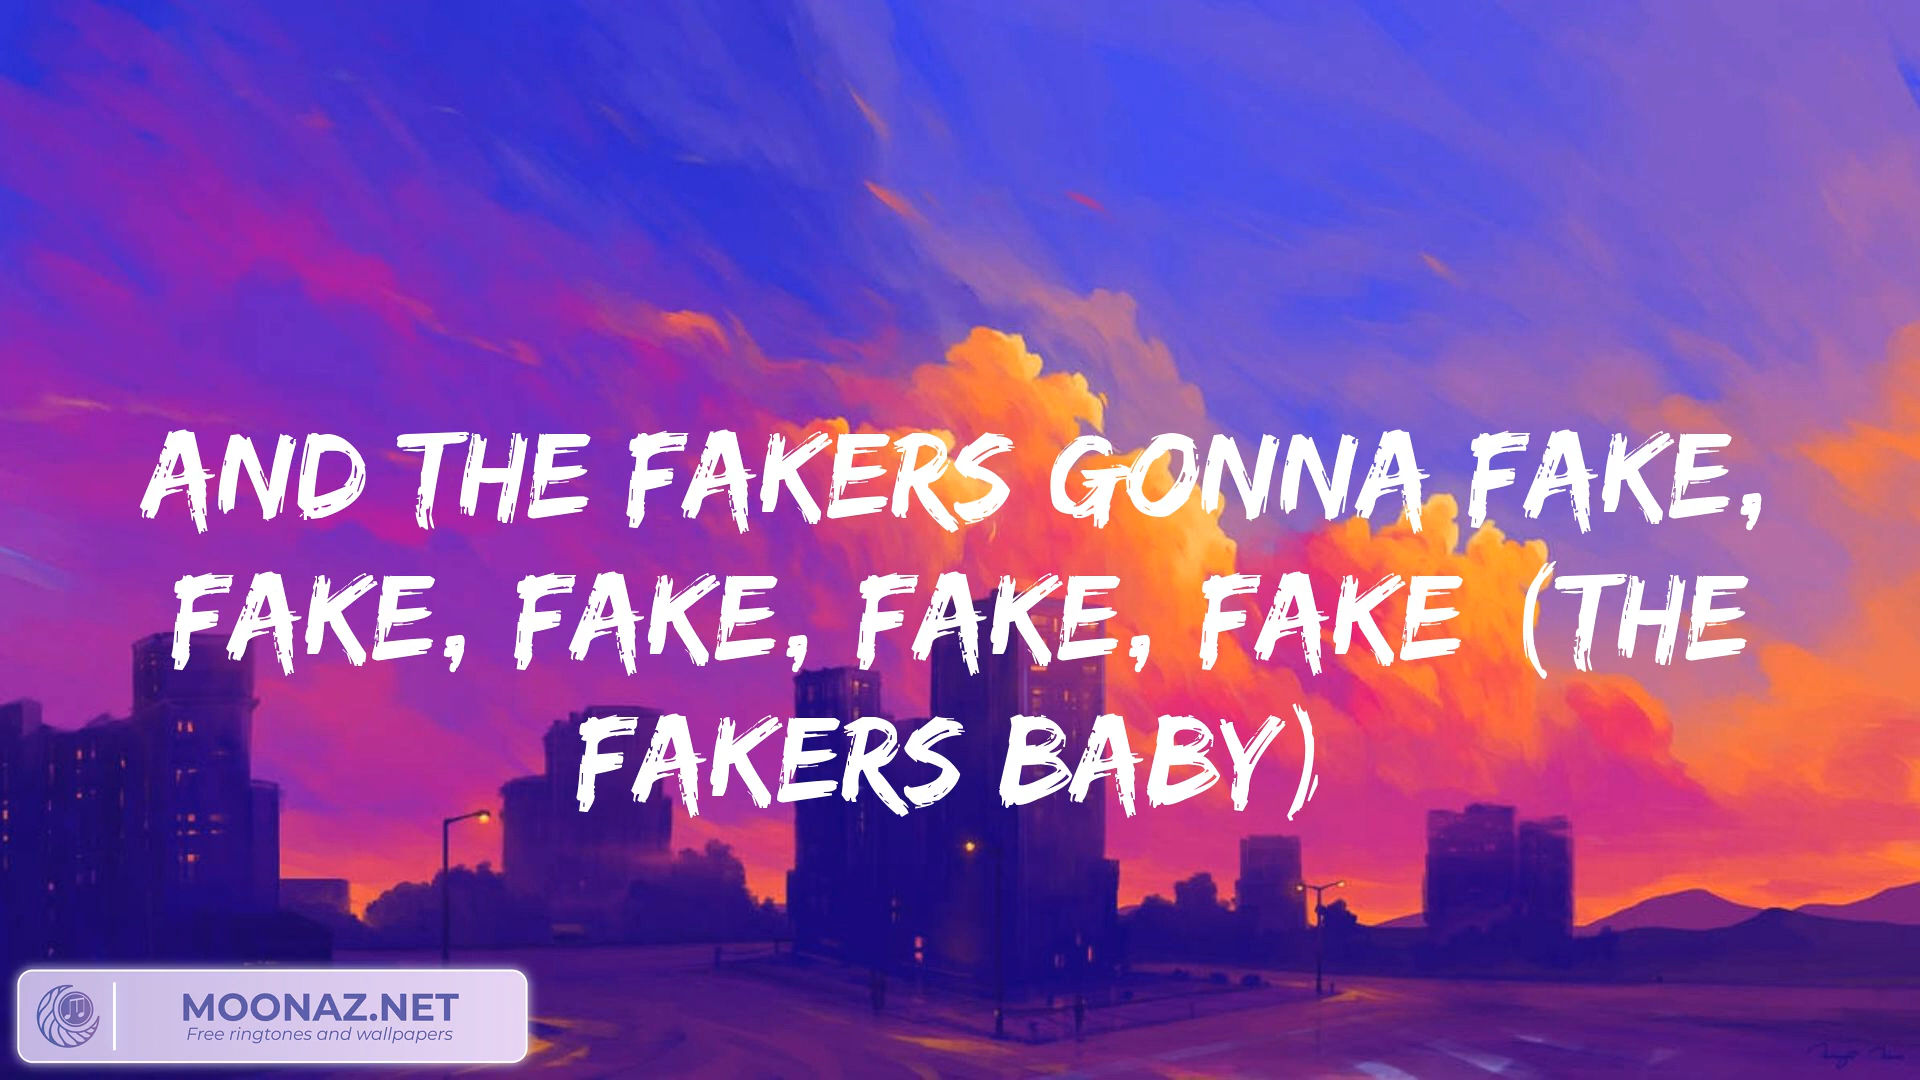 AND THE FAKERS GONNA FAKE,
FAKE, FAKE, FAKE, FAKE (THE
FAKERS BABY)
MOONAZ.NET
Free ringtones and wallpapers